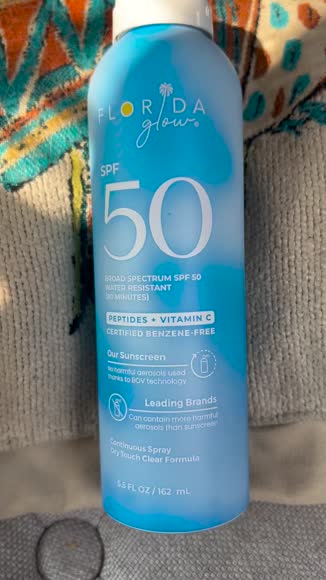 FLORIDA
glow®
SPF
50
BROAD SPECTRUM SPF 50
WATER RESISTANT
(80 MINUTES)
PEPTIDES + VITAMIN C
CERTIFIED BENZENE-FREE
Our Sunscreen
No harmful aerosols used
thanks to BOV technology
Leading Brands
Can contain more harmful
aerosols than sunscreen
Continuous Spray
Dry Touch Clear Formula
5.5 FL OZ / 162 mL